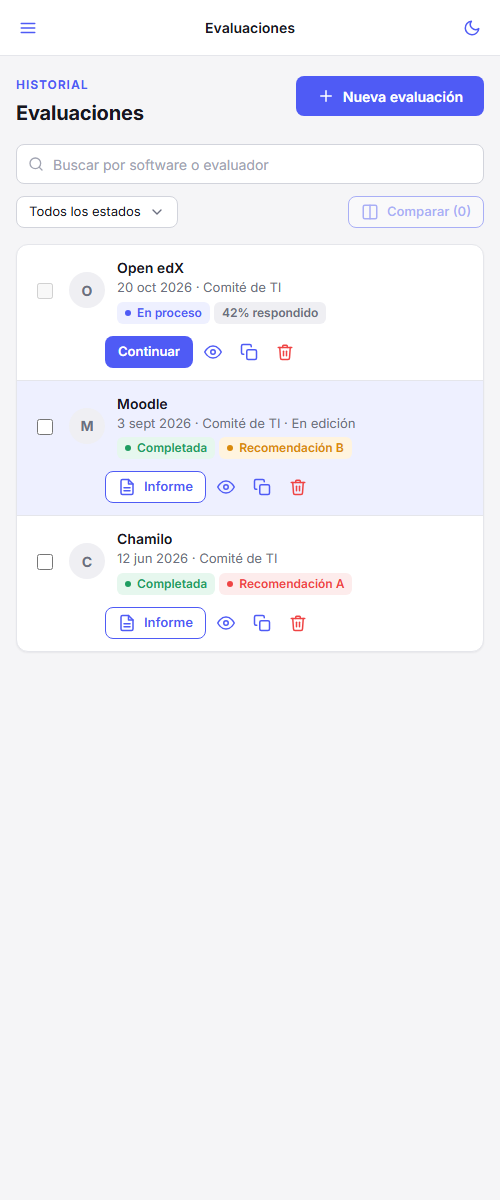 Evaluaciones
HISTORIAL
Evaluaciones
Nueva evaluación
Buscar por software o evaluador
Todos los estados
Comparar (0)
O
Open edX
20 oct 2026 · Comité de TI
En proceso
42% respondido
Continuar
M
Moodle
3 sept 2026 · Comité de TI · En edición
Completada
Recomendación B
Informe
C
Chamilo
12 jun 2026 · Comité de TI
Completada
Recomendación A
Informe